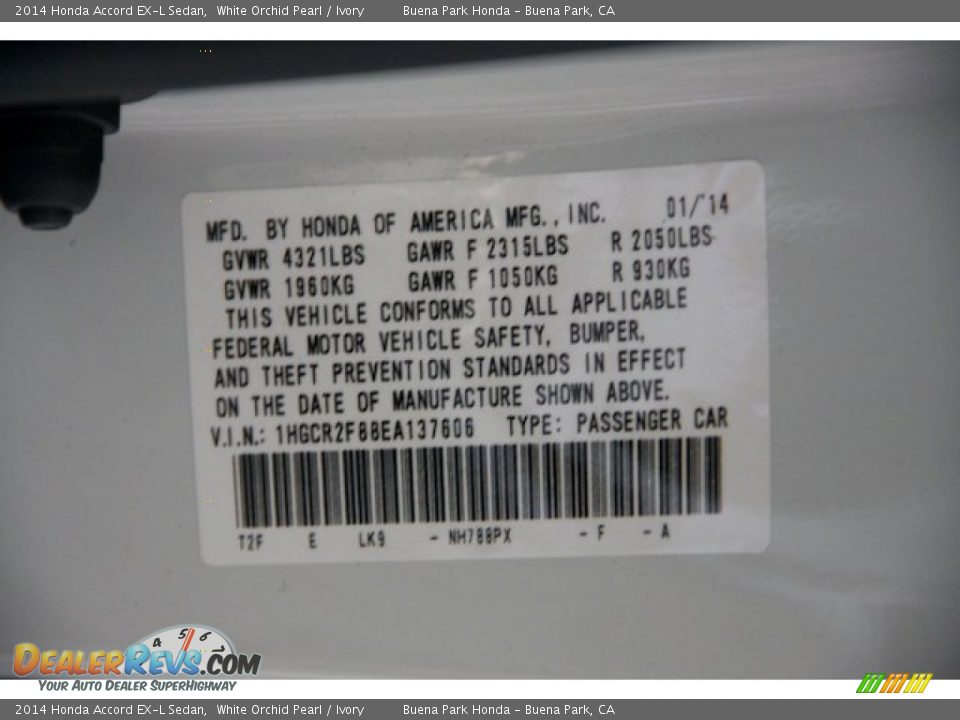 2014 Honda Accord EX-L Sedan, White Orchid Pearl / Ivory Buena Park Honda - Buena Park, CA
MFD. BY HONDA OF AMERICA MFG., INC. 01/'14
GVWR 4321LBS GAWR F 2315LBS R 2050LBS
GVWR 1960KG GAWR F 1050KG R 930KG
THIS VEHICLE CONFORMS TO ALL APPLICABLE
FEDERAL MOTOR VEHICLE SAFETY, BUMPER,
AND THEFT PREVENTION STANDARDS IN EFFECT
ON THE DATE OF MANUFACTURE SHOWN ABOVE.
V.I.N.: 1HGCR2F88EA137606 TYPE: PASSENGER CAR
T2F E LK9 - NH788PX - F - A
4 5 6 7
DEALERREVS.COM
YOUR AUTO DEALER SUPERHIGHWAY
2014 Honda Accord EX-L Sedan, White Orchid Pearl / Ivory Buena Park Honda - Buena Park, CA